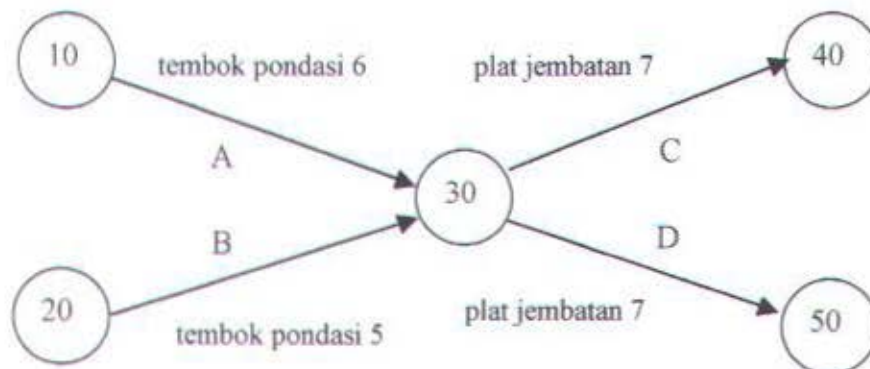 10
tembok pondasi 6
plat jembatan 7
40
A
C
30
B
D
20
tembok pondasi 5
plat jembatan 7
50